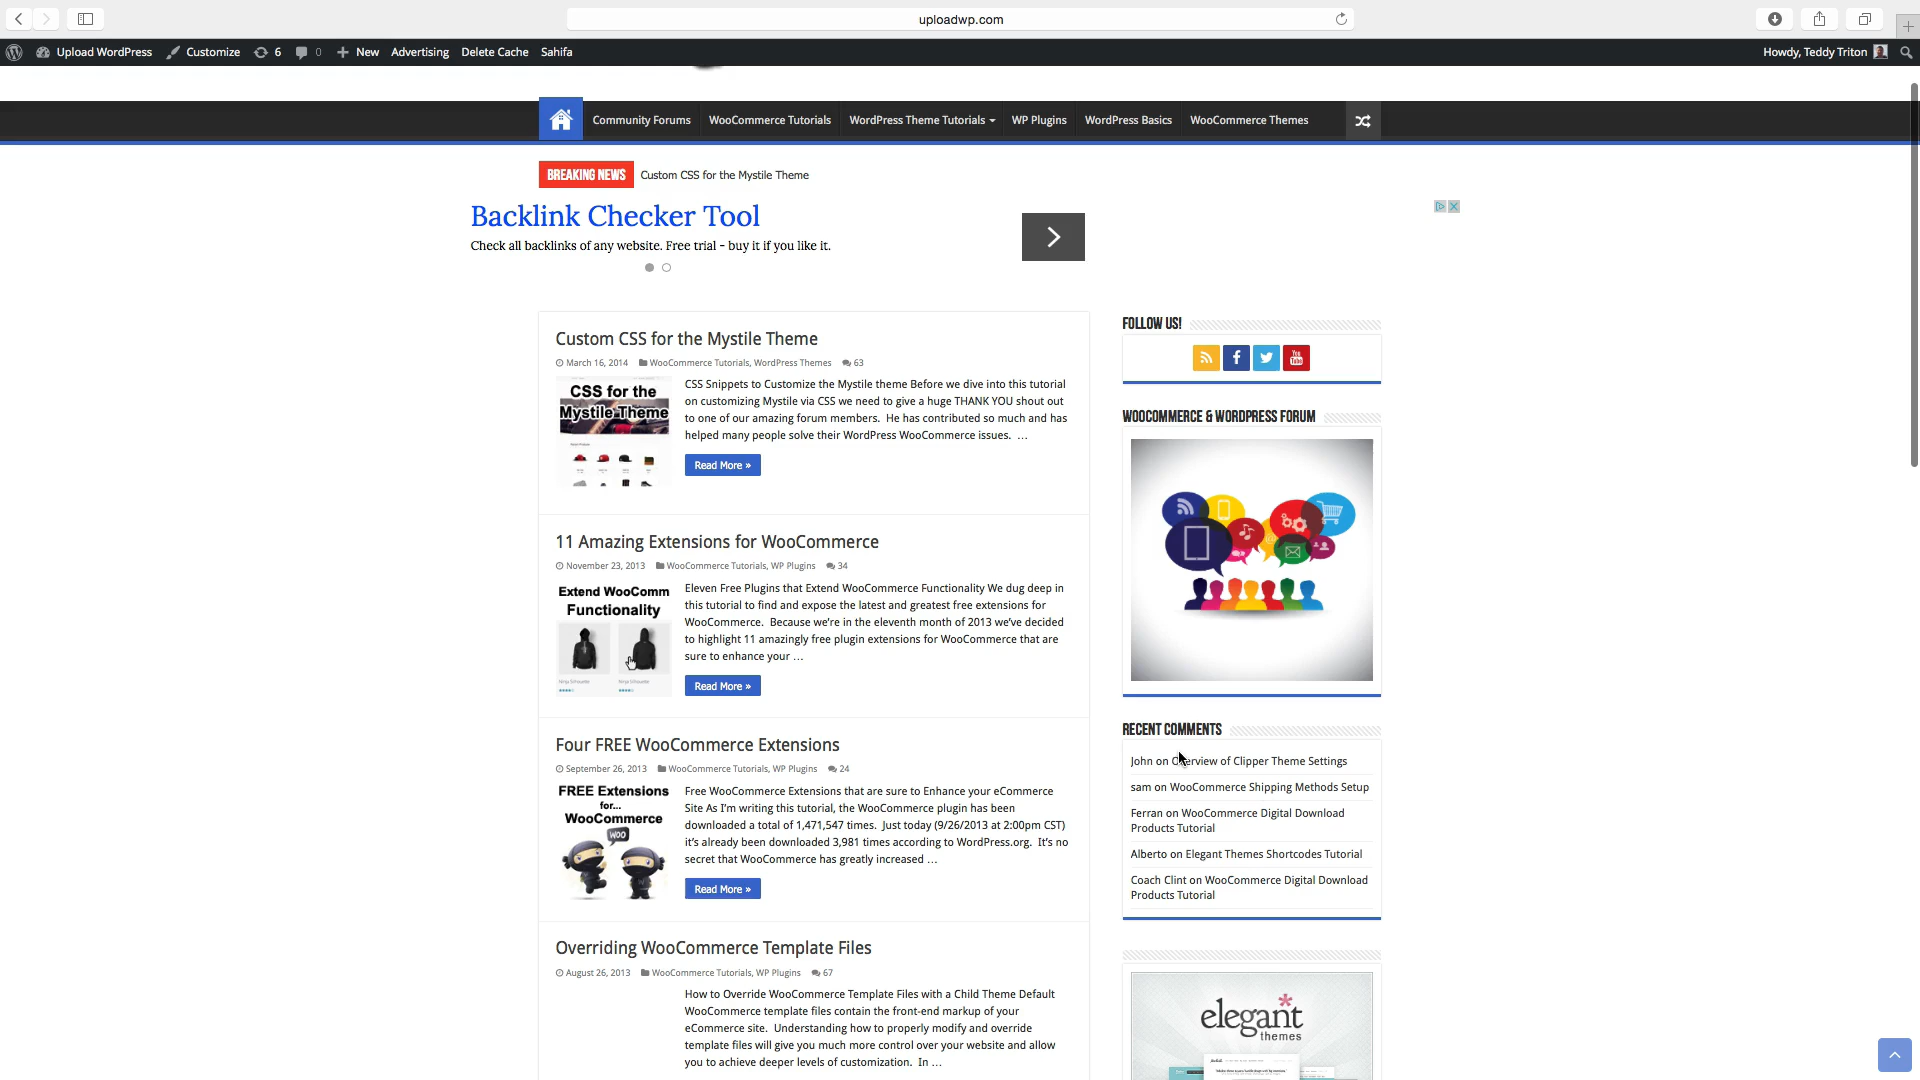 uploadwp.com
Upload WordPress Customize 6 0 New Advertising Delete Cache Sahifa Howdy, Teddy Triton
Community Forums WooCommerce Tutorials WordPress Theme Tutorials WP Plugins WordPress Basics WooCommerce Themes
BREAKING NEWS Custom CSS for the Mystile Theme
Backlink Checker Tool
Check all backlinks of any website. Free trial - buy it if you like it.
Custom CSS for the Mystile Theme
March 16, 2014 WooCommerce Tutorials, WordPress Themes 63
CSS for the
Mystile Theme
CSS Snippets to Customize the Mystile theme Before we dive into this tutorial
on customizing Mystile via CSS we need to give a huge THANK YOU shout out
to one of our amazing forum members. He has contributed so much and has
helped many people solve their WordPress WooCommerce issues. …
Read More »
11 Amazing Extensions for WooCommerce
November 23, 2013 WooCommerce Tutorials, WP Plugins 34
Extend WooComm
Functionality
Ninja Silhouette Ninja Silhouette
Eleven Free Plugins that Extend WooCommerce Functionality We dug deep in
this tutorial to find and expose the latest and greatest free extensions for
WooCommerce. Because we’re in the eleventh month of 2013 we’ve decided
to highlight 11 amazingly free plugin extensions for WooCommerce that are
sure to enhance your …
Read More »
Four FREE WooCommerce Extensions
September 26, 2013 WooCommerce Tutorials, WP Plugins 24
FREE Extensions
for...
WooCommerce
WOO
Free WooCommerce Extensions that are sure to Enhance your eCommerce
Site As I’m writing this tutorial, the WooCommerce plugin has been
downloaded a total of 1,471,547 times. Just today (9/26/2013 at 2:00pm CST)
it’s already been downloaded 3,981 times according to WordPress.org. It’s no
secret that WooCommerce has greatly increased …
Read More »
Overriding WooCommerce Template Files
August 26, 2013 WooCommerce Tutorials, WP Plugins 67
How to Override WooCommerce Template Files with a Child Theme Default
WooCommerce template files contain the front-end markup of your
eCommerce site. Understanding how to properly modify and override
template files will give you much more control over your website and allow
you to achieve deeper levels of customization. In …
FOLLOW US!
You
Tube
WOOCOMMERCE & WORDPRESS FORUM
RECENT COMMENTS
John on Overview of Clipper Theme Settings
sam on WooCommerce Shipping Methods Setup
Ferran on WooCommerce Digital Download
Products Tutorial
Alberto on Elegant Themes Shortcodes Tutorial
Coach Clint on WooCommerce Digital Download
Products Tutorial
elegant
themes